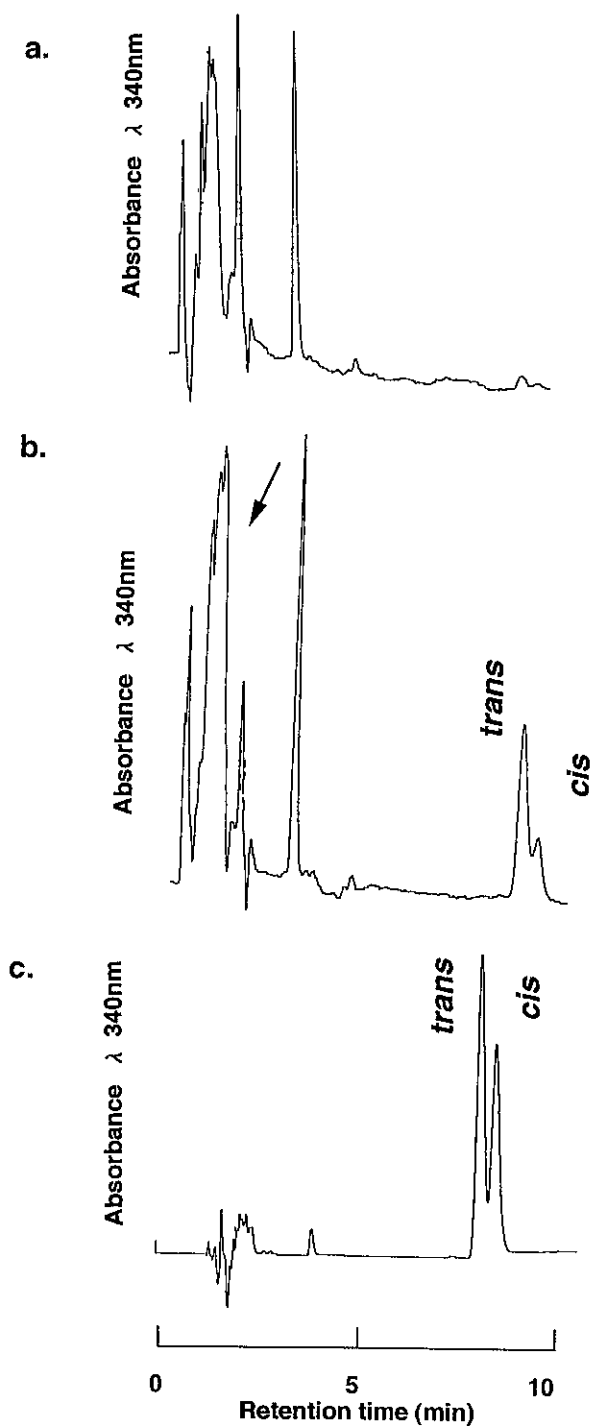 a.
Absorbance λ 340nm
b.
Absorbance λ 340nm
trans
cis
c.
Absorbance λ 340nm
trans
cis
0 5 10
Retention time (min)